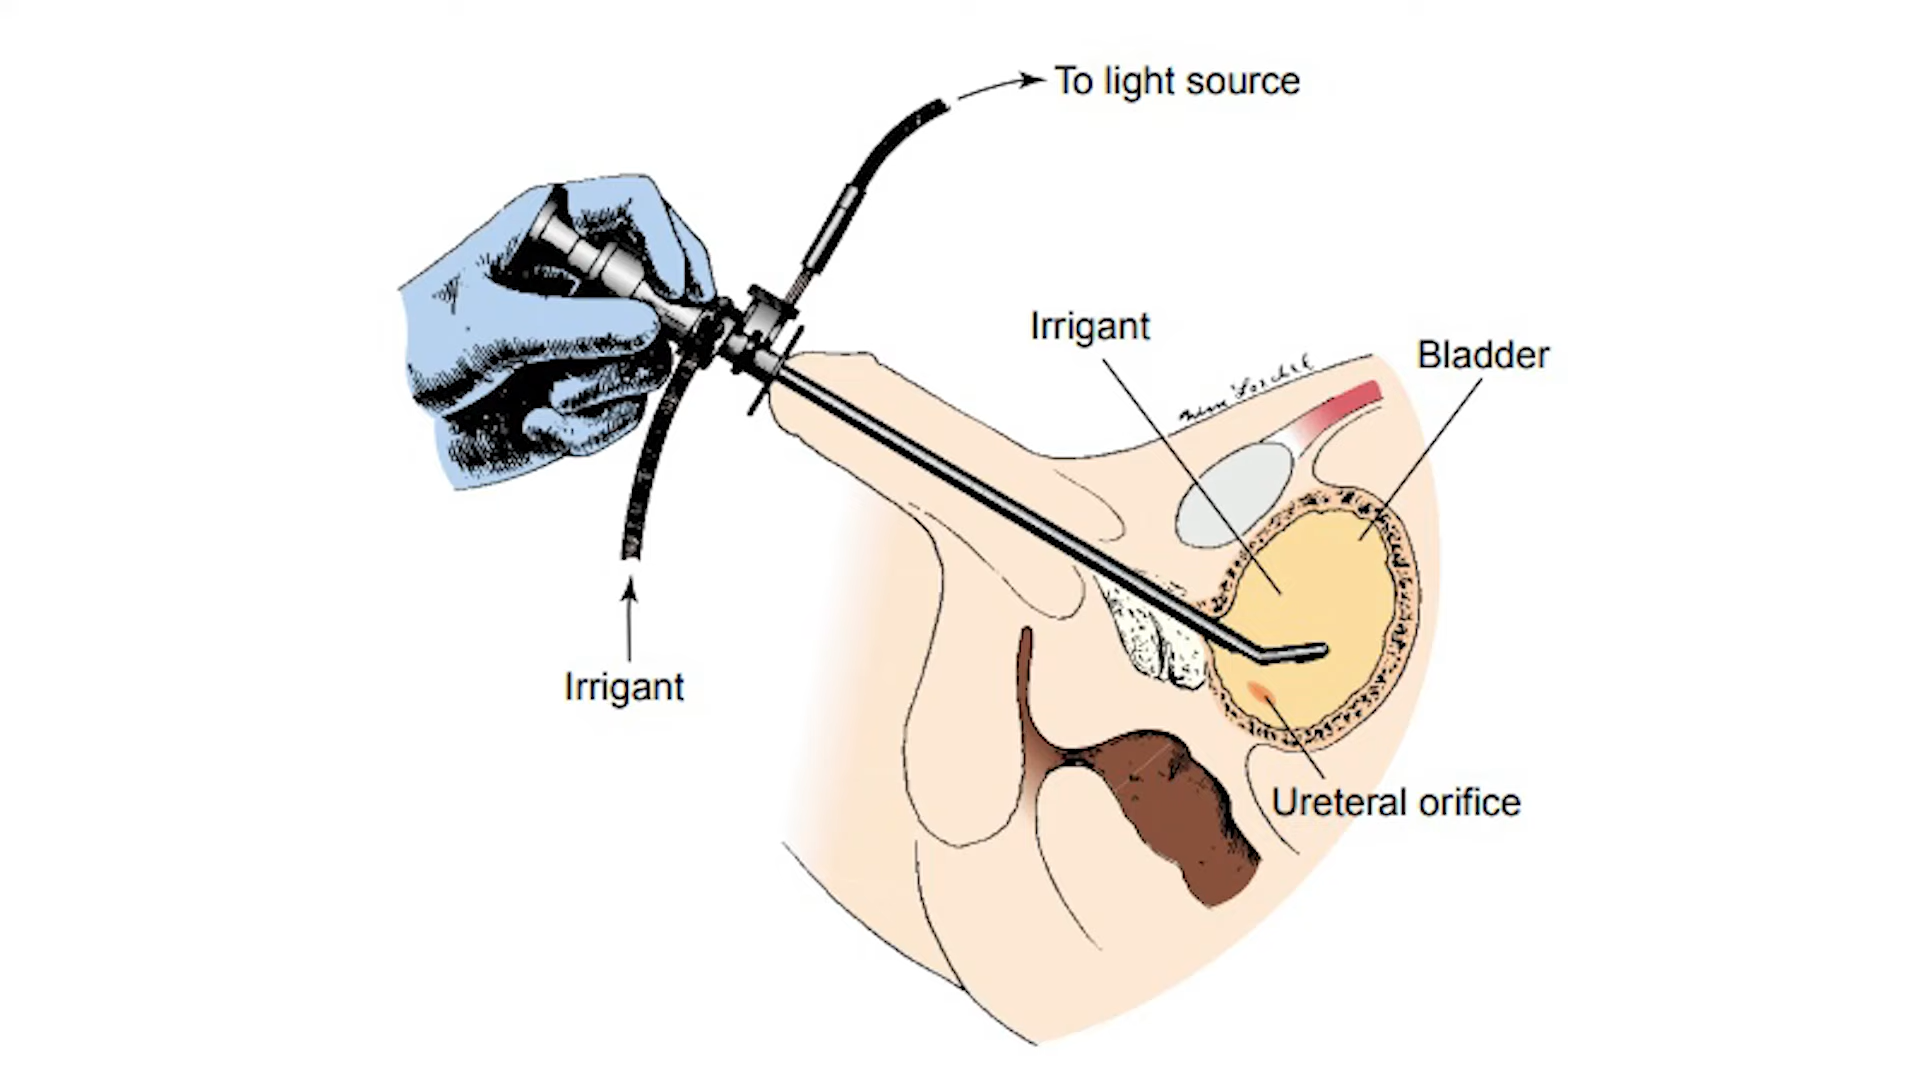 To light source
Irrigant
Bladder
Irrigant
Ureteral orifice